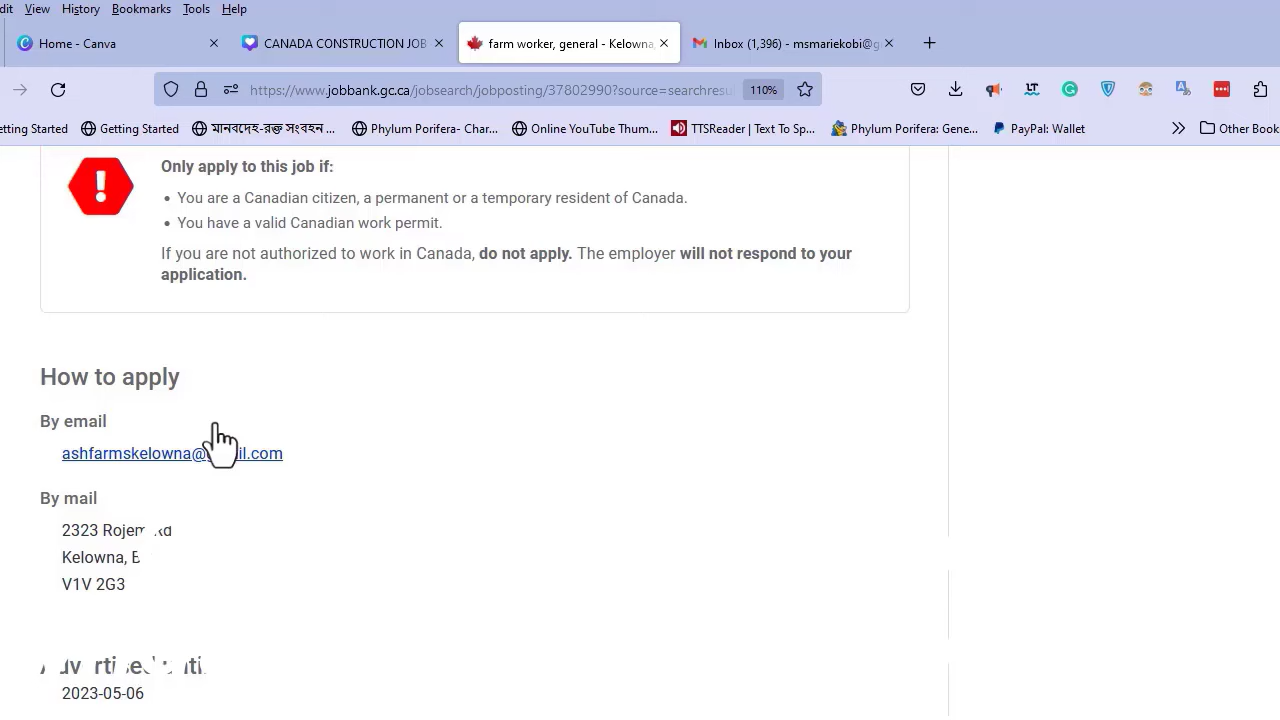 dit View History Bookmarks Tools Help
Home - Canva
CANADA CONSTRUCTION JOB
farm worker, general - Kelowna,
Inbox (1,396) - msmariekobi@g
https://www.jobbank.gc.ca/jobsearch/jobposting/37802990?source=searchresu
110%
etting Started
Getting Started
মানবদেহ-রক্ত সংবহন ...
Phylum Porifera- Char...
Online YouTube Thum...
TTSReader | Text To Sp...
Phylum Porifera: Gene...
PayPal: Wallet
Other Book
Only apply to this job if:
• You are a Canadian citizen, a permanent or a temporary resident of Canada.
• You have a valid Canadian work permit.
If you are not authorized to work in Canada, do not apply. The employer will not respond to your
application.
How to apply
By email
ashfarmskelowna@ il.com
By mail
2323
Kelowna,
V1V 2G3
2023-05-06